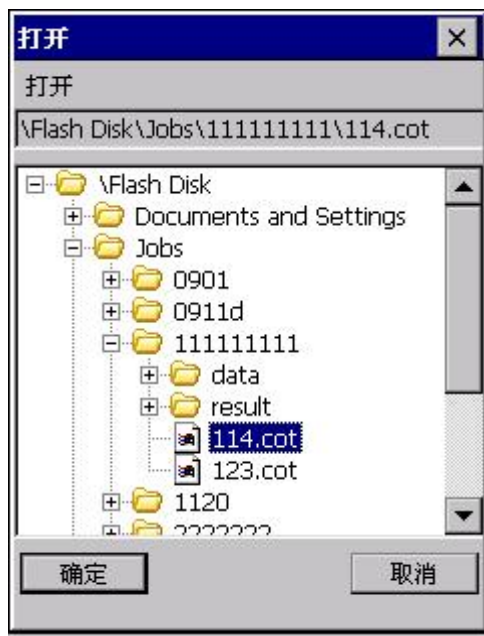 打开
打开
\Flash Disk\Jobs\111111111\114.cot
\Flash Disk
Documents and Settings
Jobs
0901
0911d
111111111
data
result
114.cot
123.cot
1120
确定
取消